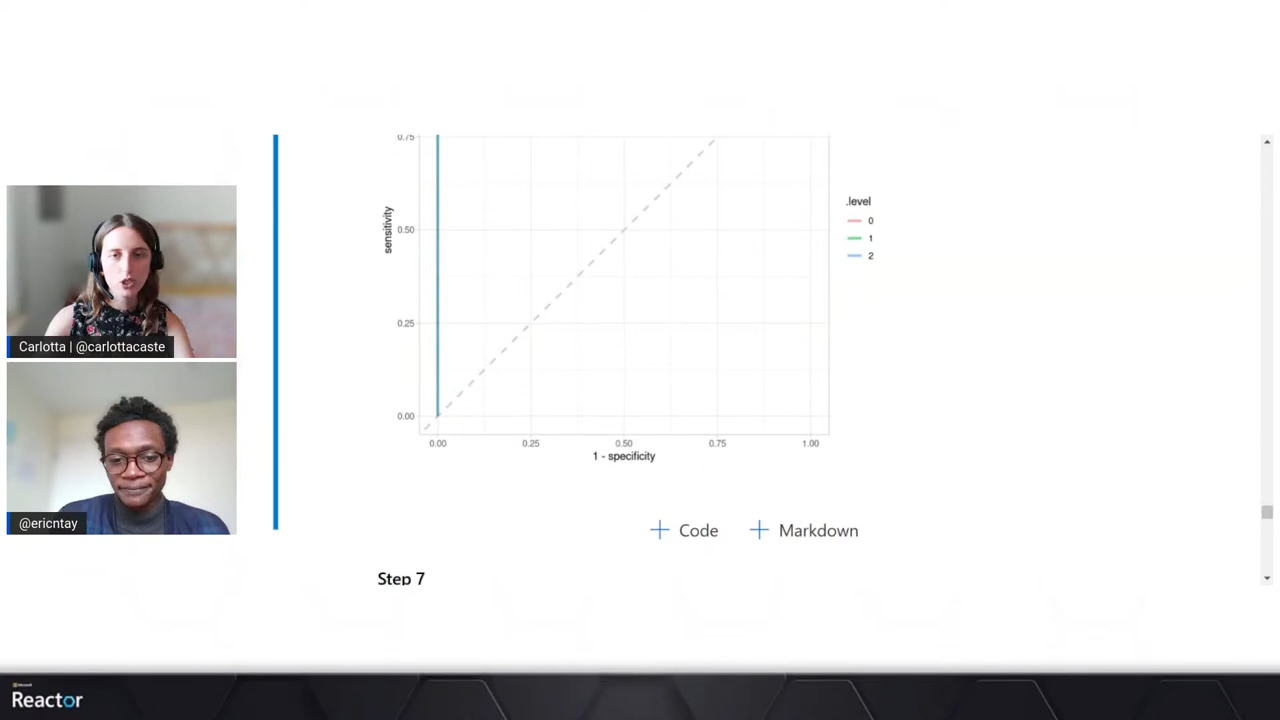 0.75
0.50
0.25
0.00
sensitivity
0.00 0.25 0.50 0.75 1.00
1 - specificity
.level
0
1
2
Code Markdown
Step 7
Carlotta | @carlottacaste
@ericntay
Microsoft
Reactor